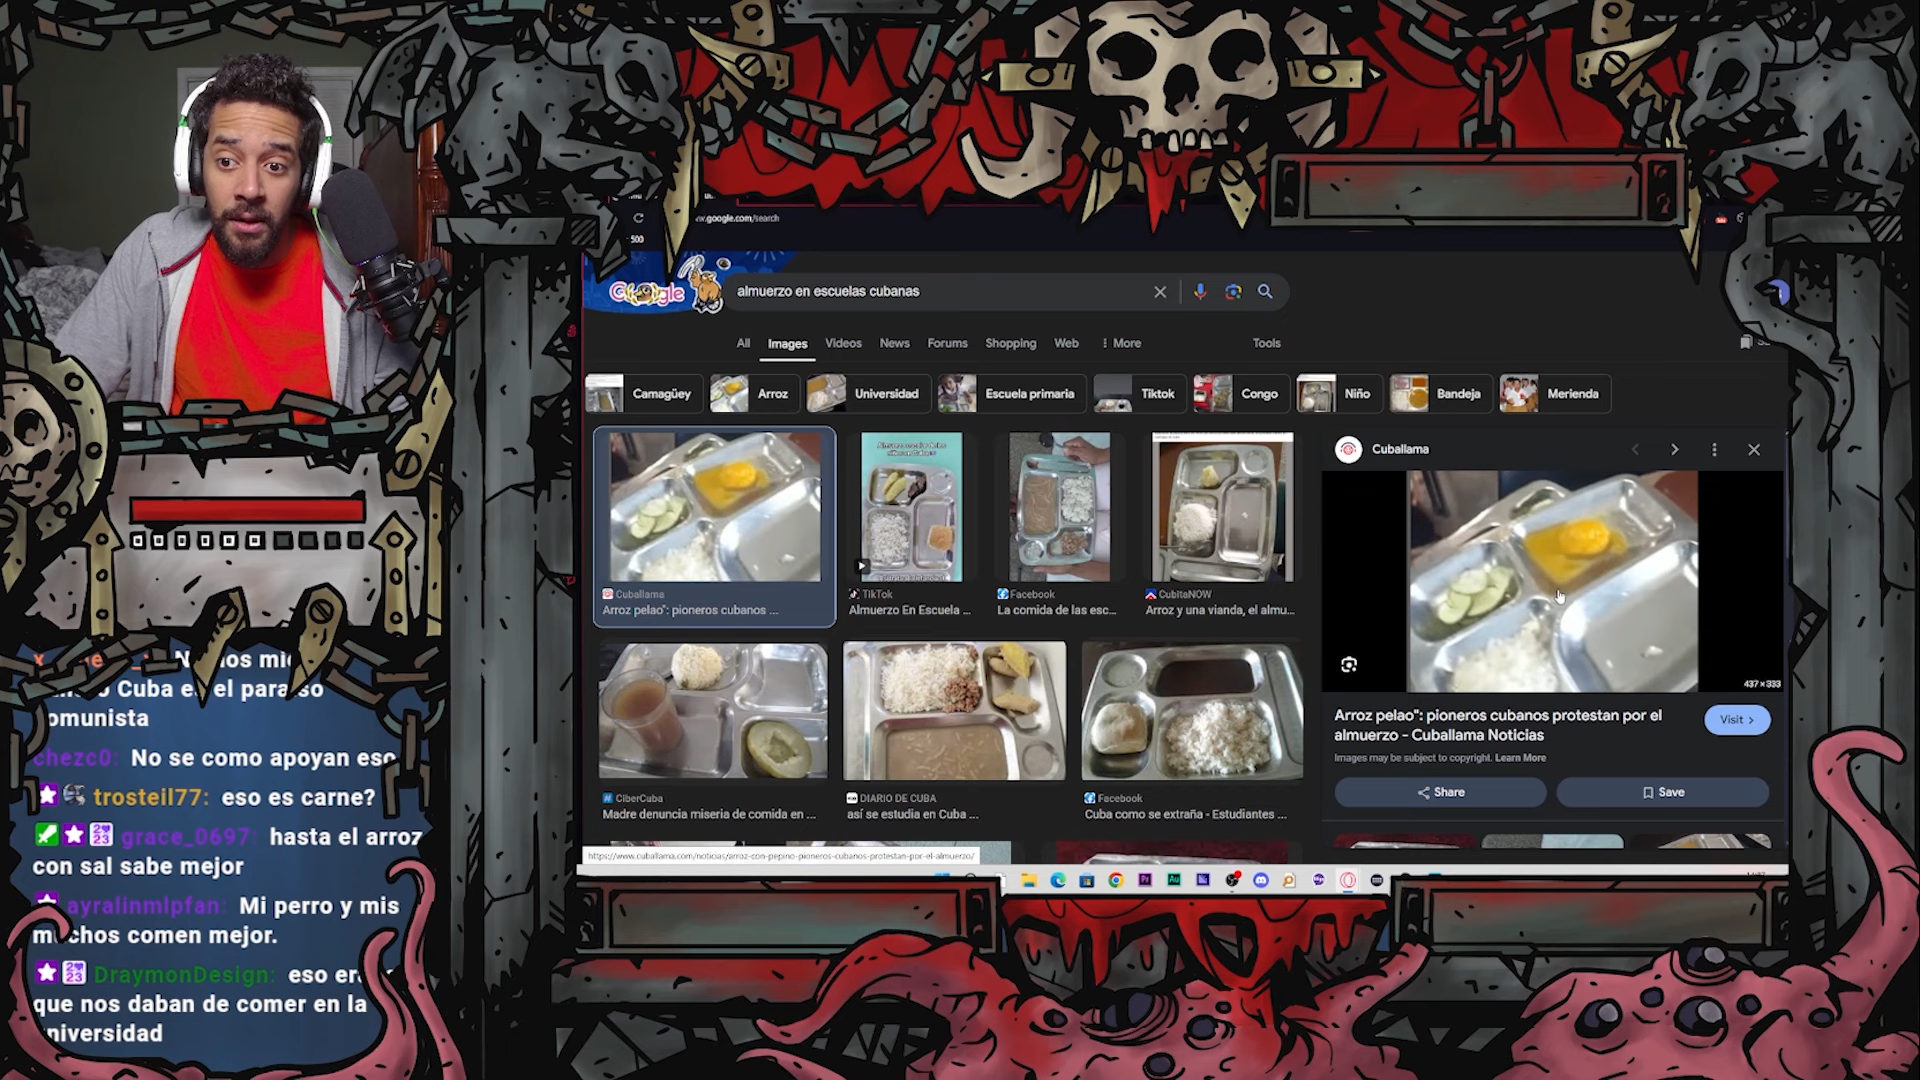 w.google.com/search
500
Google
almuerzo en escuelas cubanas
All
Images
Videos
News
Forums
Shopping
Web
More
Tools
Camagüey
Arroz
Universidad
Escuela primaria
Tiktok
Congo
Niño
Bandeja
Merienda
Cuballama
Arroz pelao": pioneros cubanos ...
TikTok
Almuerzo En Escuela ...
Facebook
La comida de las esc...
CubitaNOW
Arroz y una vianda, el almu...
CiberCuba
Madre denuncia miseria de comida en ...
DIARIO DE CUBA
así se estudia en Cuba ...
Facebook
Cuba como se extraña - Estudiantes ...
Cuballama
437 × 333
Arroz pelao": pioneros cubanos protestan por el
almuerzo - Cuballama Noticias
Visit >
Images may be subject to copyright. Learn More
Share
Save
https://www.cuballama.com/noticias/arroz-con-pepino-pioneros-cubanos-protestan-por-el-almuerzo/
Cuba en el paraíso
omunista
chezc0: No se como apoyan eso
trosteil77: eso es carne?
grace_0697: hasta el arroz
con sal sabe mejor
ayralinmlpfan: Mi perro y mis
m chos comen mejor.
DraymonDesign: eso era
que nos daban de comer en la
universidad